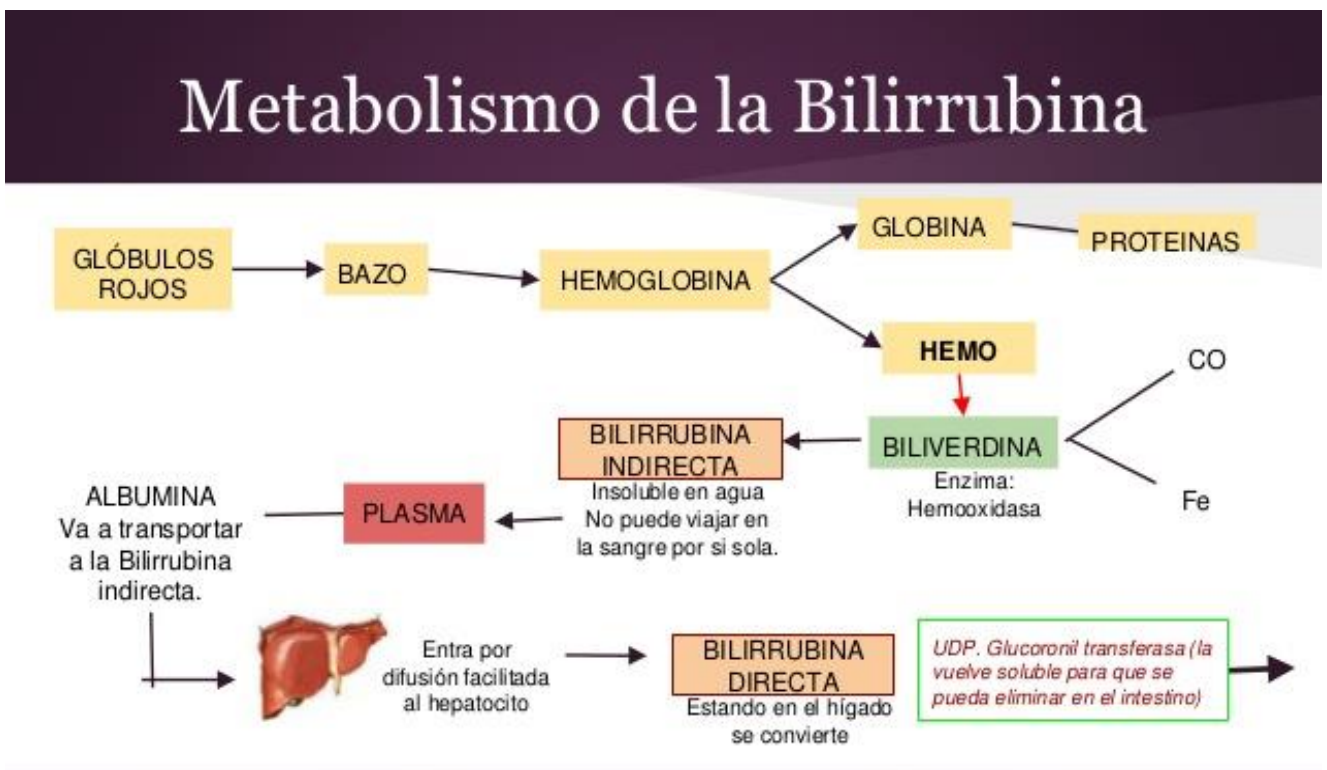 Metabolismo de la Bilirrubina
GLÓBULOS
ROJOS
BAZO
HEMOGLOBINA
GLOBINA
PROTEINAS
HEMO
CO
Fe
BILIVERDINA
Enzima:
Hemooxidasa
BILIRRUBINA
INDIRECTA
Insoluble en agua
No puede viajar en
la sangre por si sola.
PLASMA
ALBUMINA
Va a transportar
a la Bilirrubina
indirecta.
Entra por
difusión facilitada
al hepatocito
BILIRRUBINA
DIRECTA
Estando en el hígado
se convierte
UDP. Glucoronil transferasa (la
vuelve soluble para que se
pueda eliminar en el intestino)